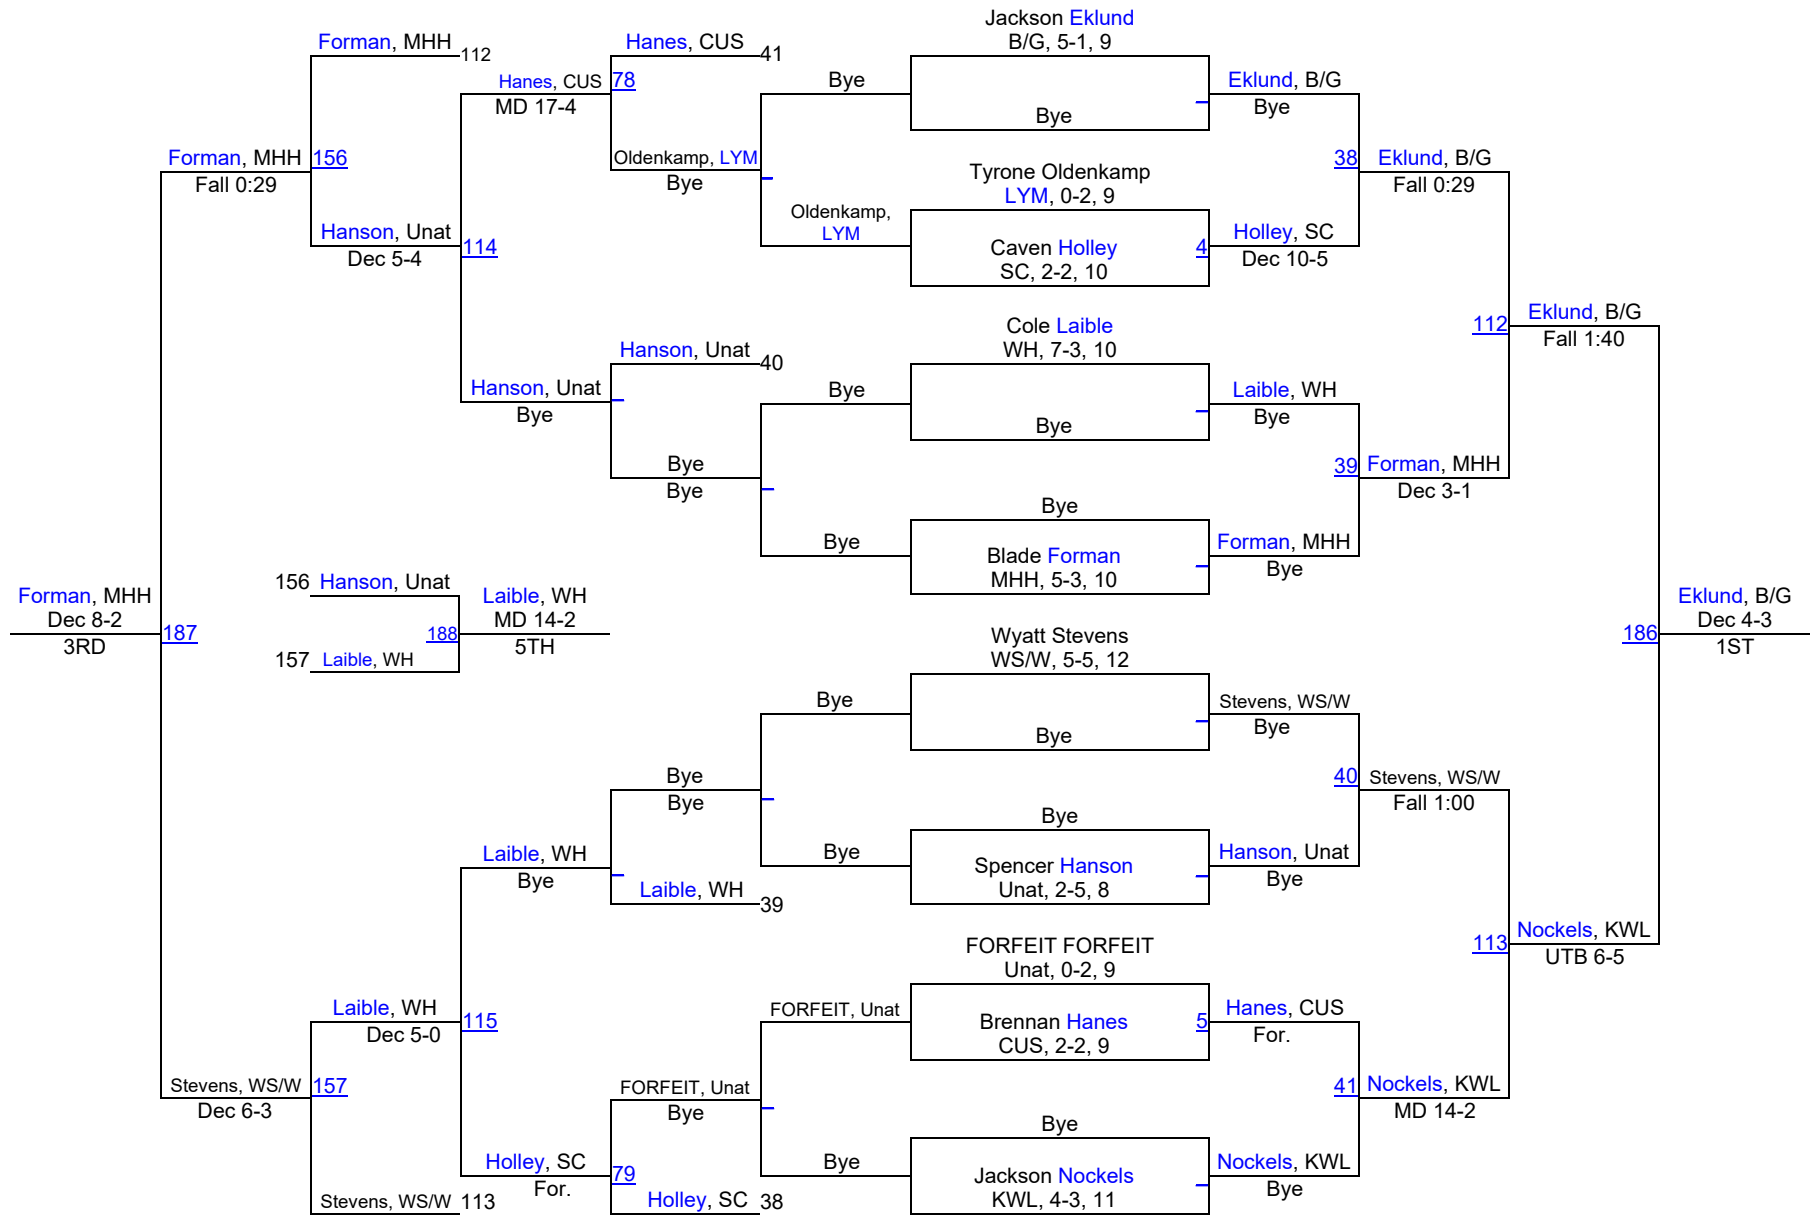 Jackson Eklund
B/G, 5-1, 9
Bye
Tyrone Oldenkamp
LYM, 0-2, 9
Caven Holley
SC, 2-2, 10
4
Cole Laible
WH, 7-3, 10
Bye
Bye
Blade Forman
MHH, 5-3, 10
Wyatt Stevens
WS/W, 5-5, 12
Bye
Bye
Spencer Hanson
Unat, 2-5, 8
FORFEIT FORFEIT
Unat, 0-2, 9
Brennan Hanes
CUS, 2-2, 9
5
Bye
Jackson Nockels
KWL, 4-3, 11
Eklund, B/G
Bye
38
Holley, SC
Dec 10-5
Laible, WH
Bye
39
Forman, MHH
Bye
Stevens, WS/W
Bye
40
Hanson, Unat
Bye
Hanes, CUS
For.
41
Nockels, KWL
Bye
Eklund, B/G
Fall 0:29
112
Forman, MHH
Dec 3-1
Stevens, WS/W
Fall 1:00
113
Nockels, KWL
MD 14-2
Eklund, B/G
Fall 1:40
186
Nockels, KWL
UTB 6-5
Eklund, B/G
Dec 4-3
1ST
Bye
Oldenkamp,
LYM
Bye
Bye
Bye
Bye
FORFEIT, Unat
Bye
Hanes, CUS
41
78
Oldenkamp, LYM
Bye
Hanson, Unat
40
Bye
Bye
Bye
Bye
Laible, WH
39
FORFEIT, Unat
Bye
79
Holley, SC
38
Hanes, CUS
MD 17-4
114
Hanson, Unat
Bye
Laible, WH
Bye
115
Holley, SC
For.
Forman, MHH
112
156
Hanson, Unat
Dec 5-4
156
Hanson, Unat
188
157
Laible, WH
Laible, WH
MD 14-2
5TH
Laible, WH
Dec 5-0
157
Stevens, WS/W
113
Forman, MHH
Fall 0:29
187
Stevens, WS/W
Dec 6-3
Forman, MHH
Dec 8-2
3RD